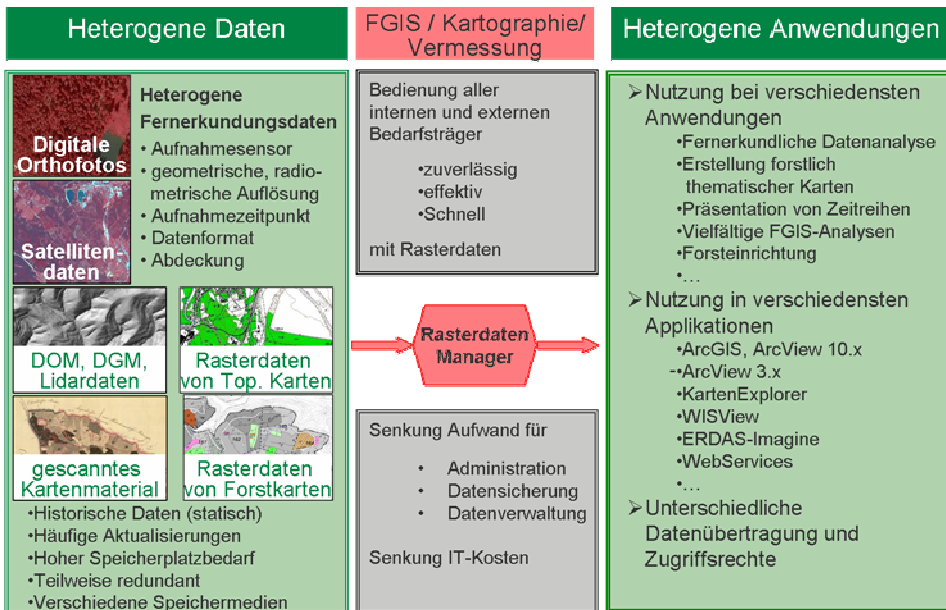 Heterogene Daten
Heterogene
Fernerkundungsdaten
Digitale
Orthofotos
• Aufnahmesensor
• geometrische, radio-
metrische Auflösung
• Aufnahmezeitpunkt
• Datenformat
• Abdeckung
Satelliten-
daten
DOM, DGM,
Lidardaten
Rasterdaten
von Top. Karten
gescanntes
Kartenmaterial
Rasterdaten
von Forstkarten
•Historische Daten (statisch)
•Häufige Aktualisierungen
•Hoher Speicherplatzbedarf
•Teilweise redundant
•Verschiedene Speichermedien
FGIS / Kartographie/
Vermessung
Bedienung aller
internen und externen
Bedarfsträger
•zuverlässig
•effektiv
•Schnell
mit Rasterdaten
Rasterdaten
Manager
Senkung Aufwand für
• Administration
• Datensicherung
• Datenverwaltung
Senkung IT-Kosten
Heterogene Anwendungen
➢Nutzung bei verschiedensten
Anwendungen
•Fernerkundliche Datenanalyse
•Erstellung forstlich
thematischer Karten
•Präsentation von Zeitreihen
•Vielfältige FGIS-Analysen
•Forsteinrichtung
•…
➢Nutzung in verschiedensten
Applikationen
•ArcGIS, ArcView 10.x
•ArcView 3.x
•KartenExplorer
•WISView
•ERDAS-Imagine
•WebServices
•…
➢Unterschiedliche
Datenübertragung und
Zugriffsrechte